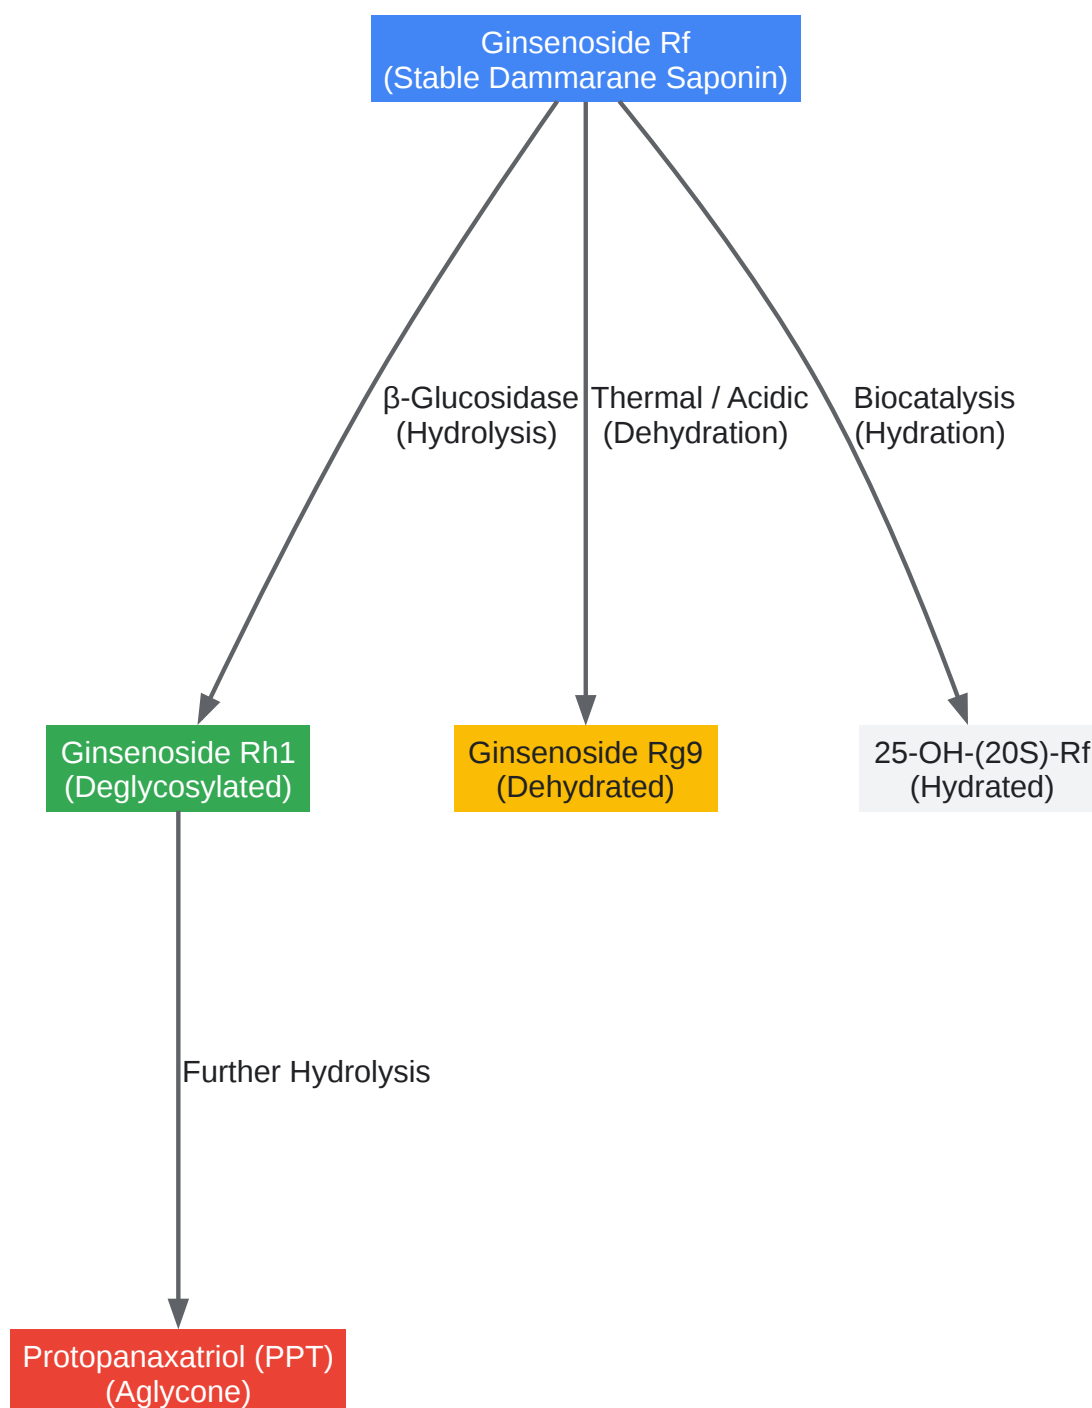 Ginsenoside Rf
(Stable Dammarane Saponin)
β-Glucosidase
(Hydrolysis)
Thermal / Acidic
(Dehydration)
Biocatalysis
(Hydration)
Ginsenoside Rh1
(Deglycosylated)
Ginsenoside Rg9
(Dehydrated)
25-OH-(20S)-Rf
(Hydrated)
Further Hydrolysis
Protopanaxatriol (PPT)
(Aglycone)